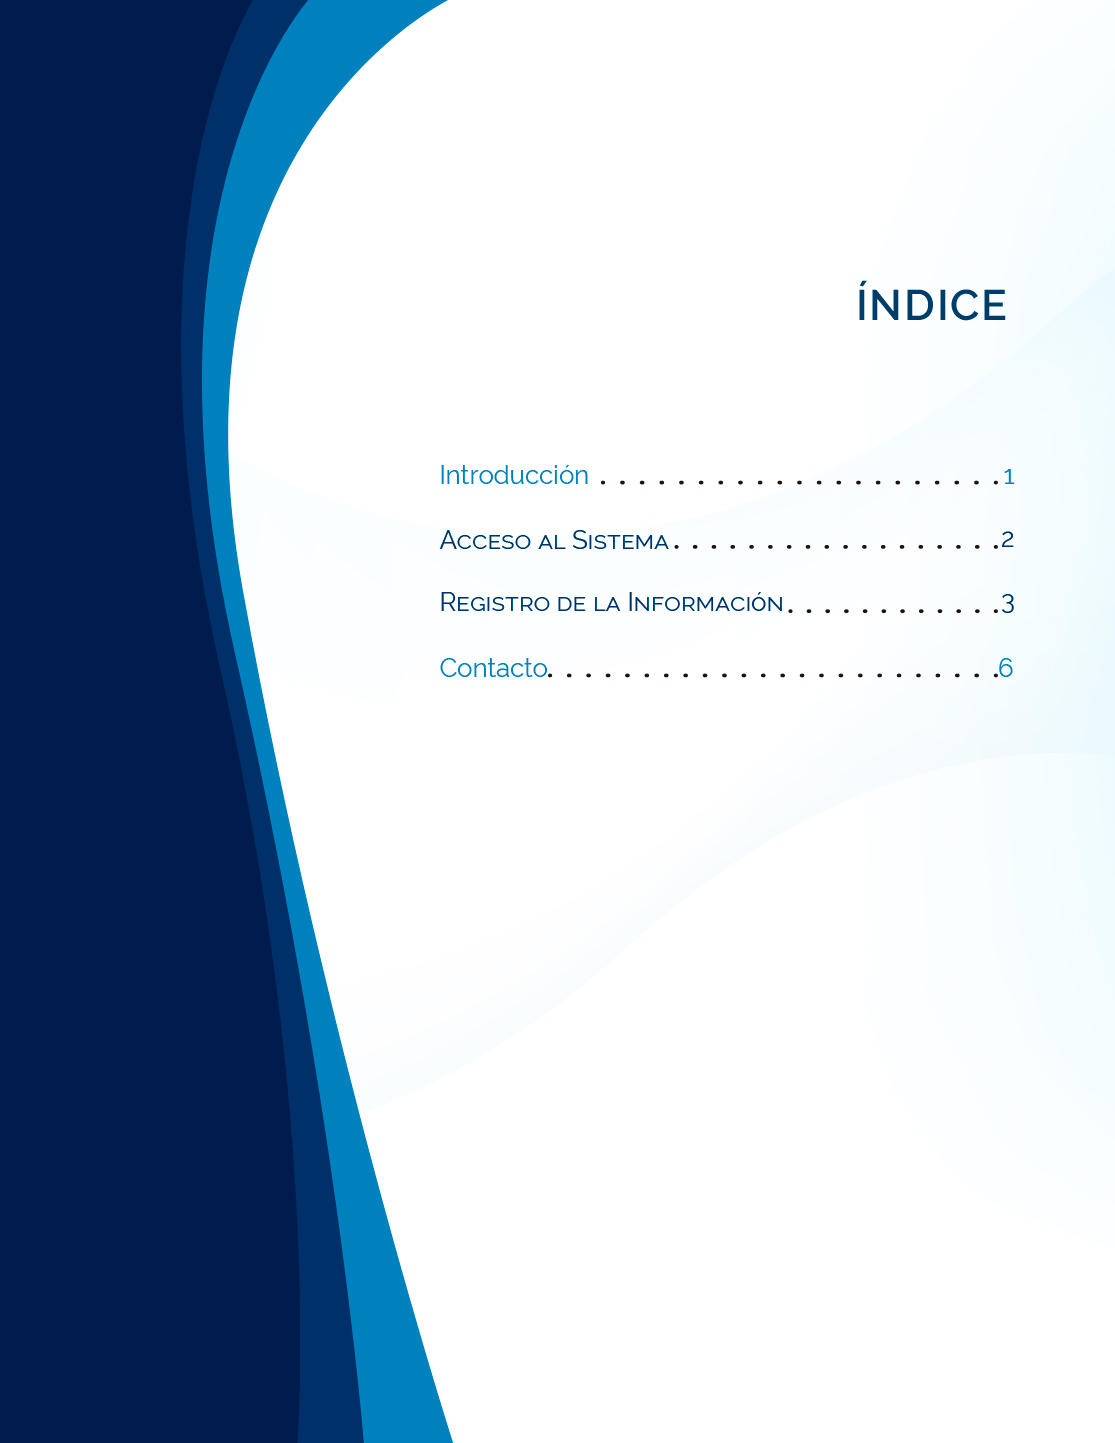 ÍNDICE
Introducción . . . . . . . . . . . . . . . . . . . . . 1
Acceso al Sistema . . . . . . . . . . . . . . . . . . 2
Registro de la Información . . . . . . . . . . . . 3
Contacto . . . . . . . . . . . . . . . . . . . . . . . . 6